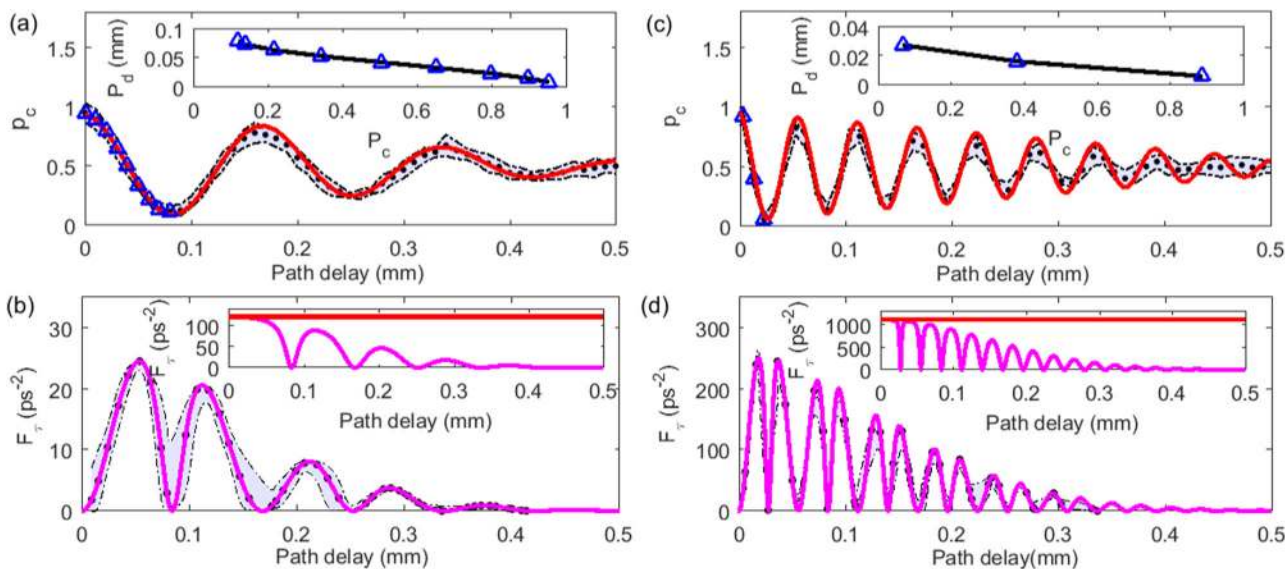 (a)
P_d (mm)
0.1
0.05
0
0 0.2 0.4 0.6 0.8 1
P_c
p_c
1.5
1
0.5
0
0 0.1 0.2 0.3 0.4 0.5
Path delay (mm)
(c)
P_d (mm)
0.04
0.02
0
0 0.2 0.4 0.6 0.8 1
P_c
p_c
1.5
1
0.5
0
0 0.1 0.2 0.3 0.4 0.5
Path delay (mm)
(b)
F_τ (ps⁻²)
100
50
0
0 0.1 0.2 0.3 0.4 0.5
Path delay (mm)
F_τ (ps⁻²)
30
20
10
0
0 0.1 0.2 0.3 0.4 0.5
Path delay (mm)
(d)
F_τ (ps⁻²)
1000
500
0
0 0.1 0.2 0.3 0.4 0.5
Path delay (mm)
F_τ (ps⁻²)
300
200
100
0
0 0.1 0.2 0.3 0.4 0.5
Path delay(mm)